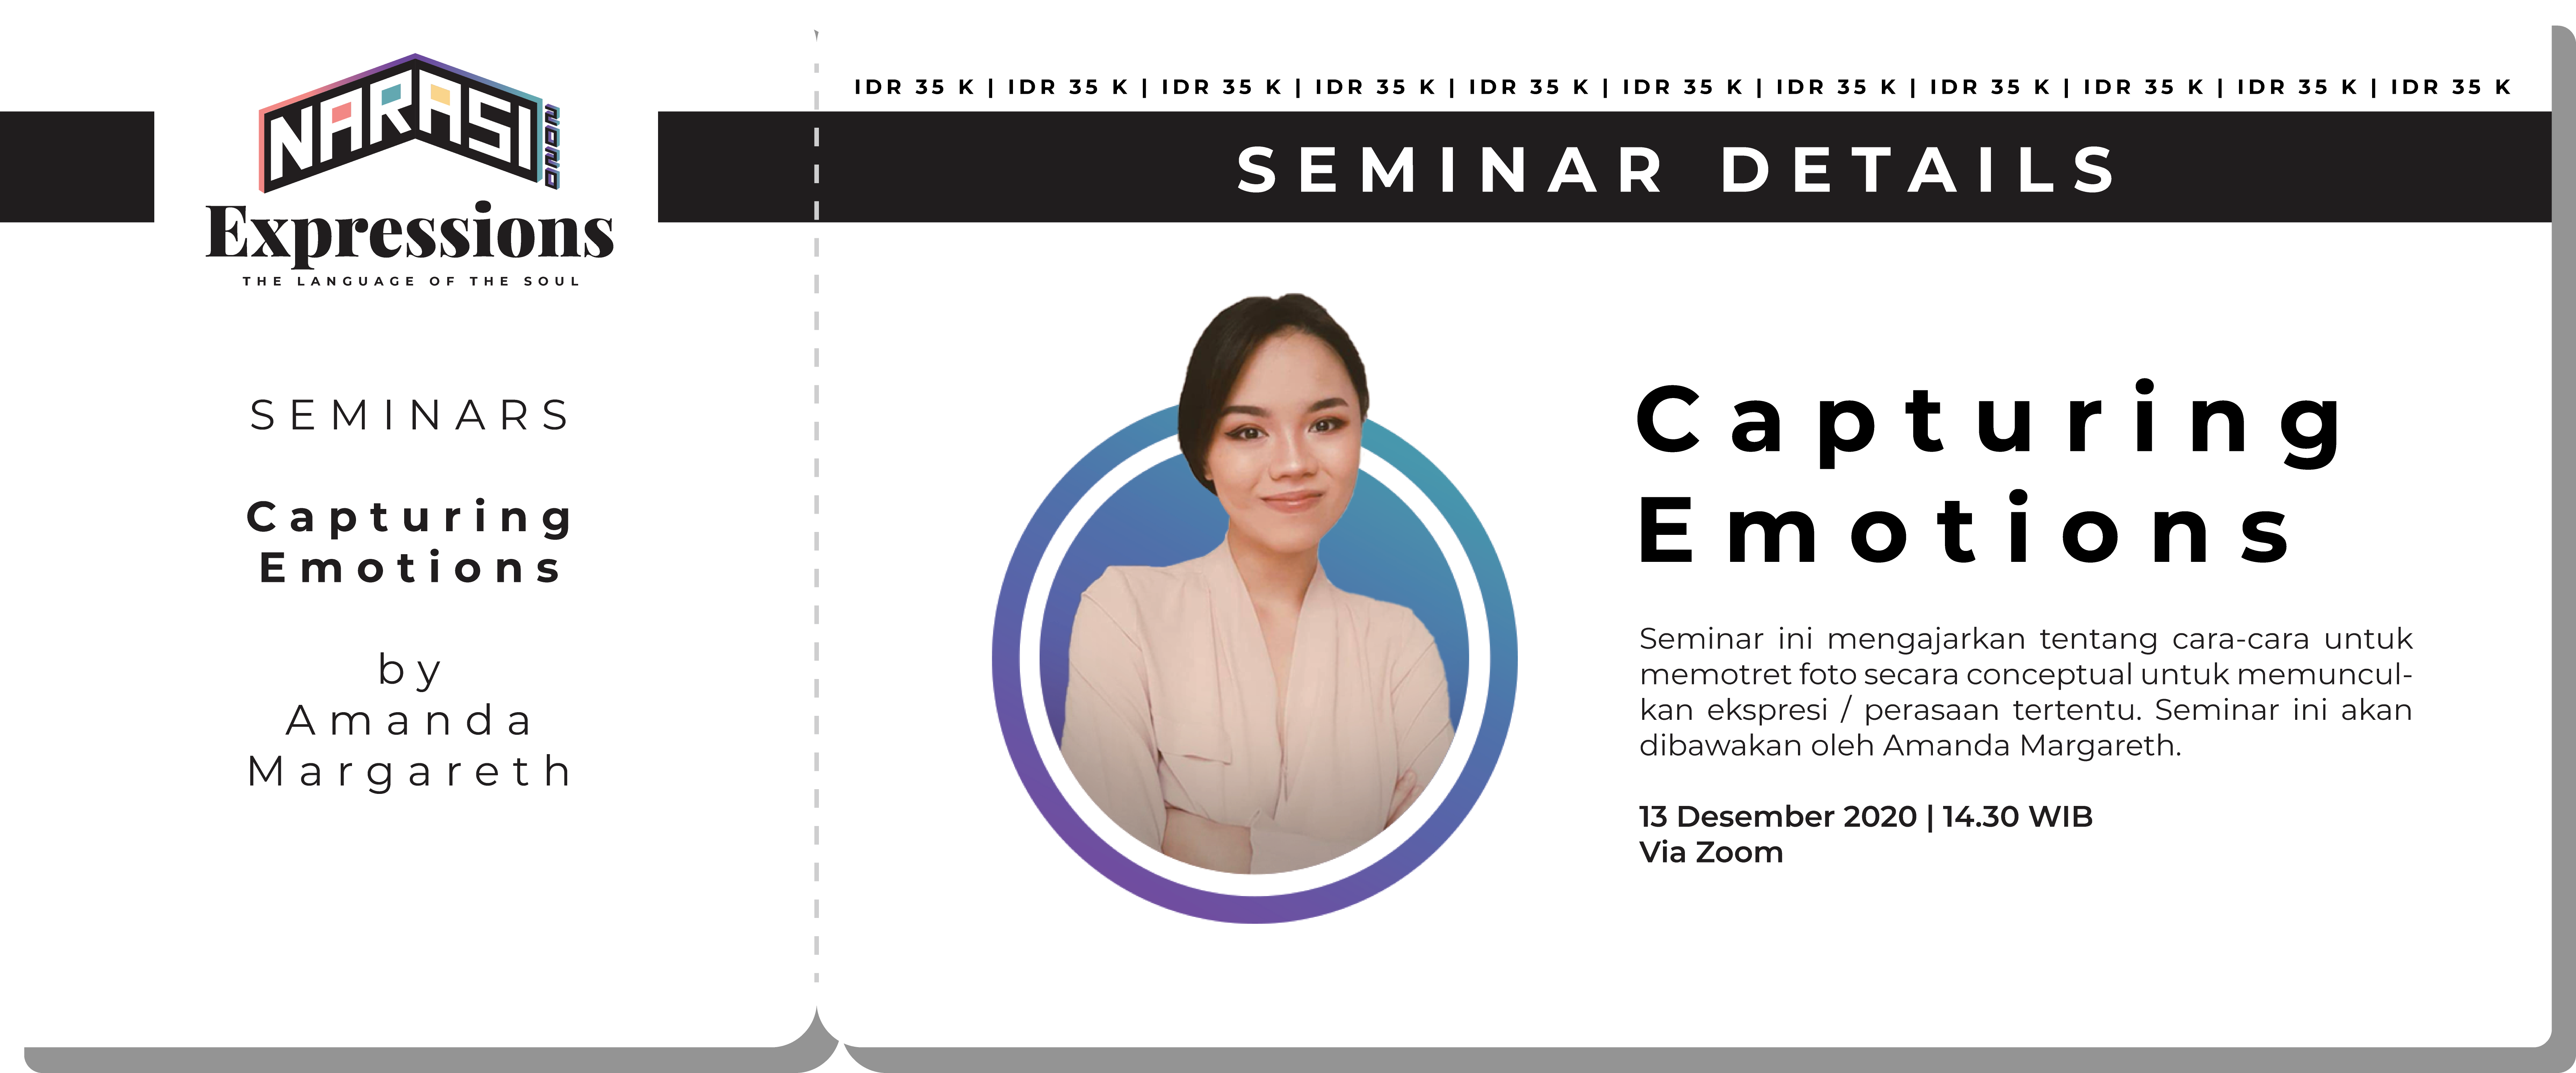 NARASI
2020
Expressions
THE LANGUAGE OF THE SOUL
SEMINARS
Capturing
Emotions
by
Amanda
Margareth
IDR 35 K | IDR 35 K | IDR 35 K | IDR 35 K | IDR 35 K | IDR 35 K | IDR 35 K | IDR 35 K | IDR 35 K | IDR 35 K | IDR 35 K
SEMINAR DETAILS
Capturing
Emotions
Seminar ini mengajarkan tentang cara-cara untuk
memotret foto secara conceptual untuk memuncul-
kan ekspresi / perasaan tertentu. Seminar ini akan
dibawakan oleh Amanda Margareth.
13 Desember 2020 | 14.30 WIB
Via Zoom